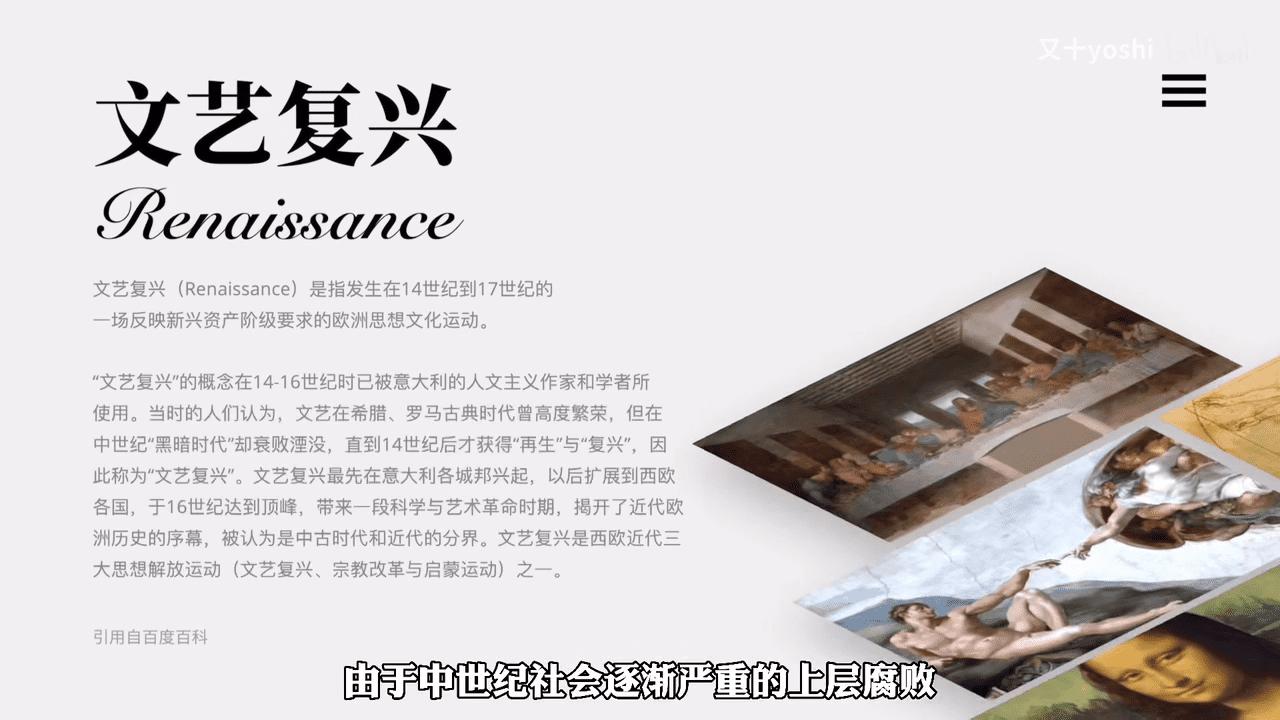 又十yoshi
文艺复兴
Renaissance
文艺复兴（Renaissance）是指发生在14世纪到17世纪的
一场反映新兴资产阶级要求的欧洲思想文化运动。
“文艺复兴”的概念在14-16世纪时已被意大利的人文主义作家和学者所
使用。当时的人们认为，文艺在希腊、罗马古典时代曾高度繁荣，但在
中世纪“黑暗时代”却衰败湮没，直到14世纪后才获得“再生”与“复兴”，因
此称为“文艺复兴”。文艺复兴最先在意大利各城邦兴起，以后扩展到西欧
各国，于16世纪达到顶峰，带来一段科学与艺术革命时期，揭开了近代欧
洲历史的序幕，被认为是中古时代和近代的分界。文艺复兴是西欧近代三
大思想解放运动（文艺复兴、宗教改革与启蒙运动）之一。
引用自百度百科
由于中世纪社会逐渐严重的上层腐败